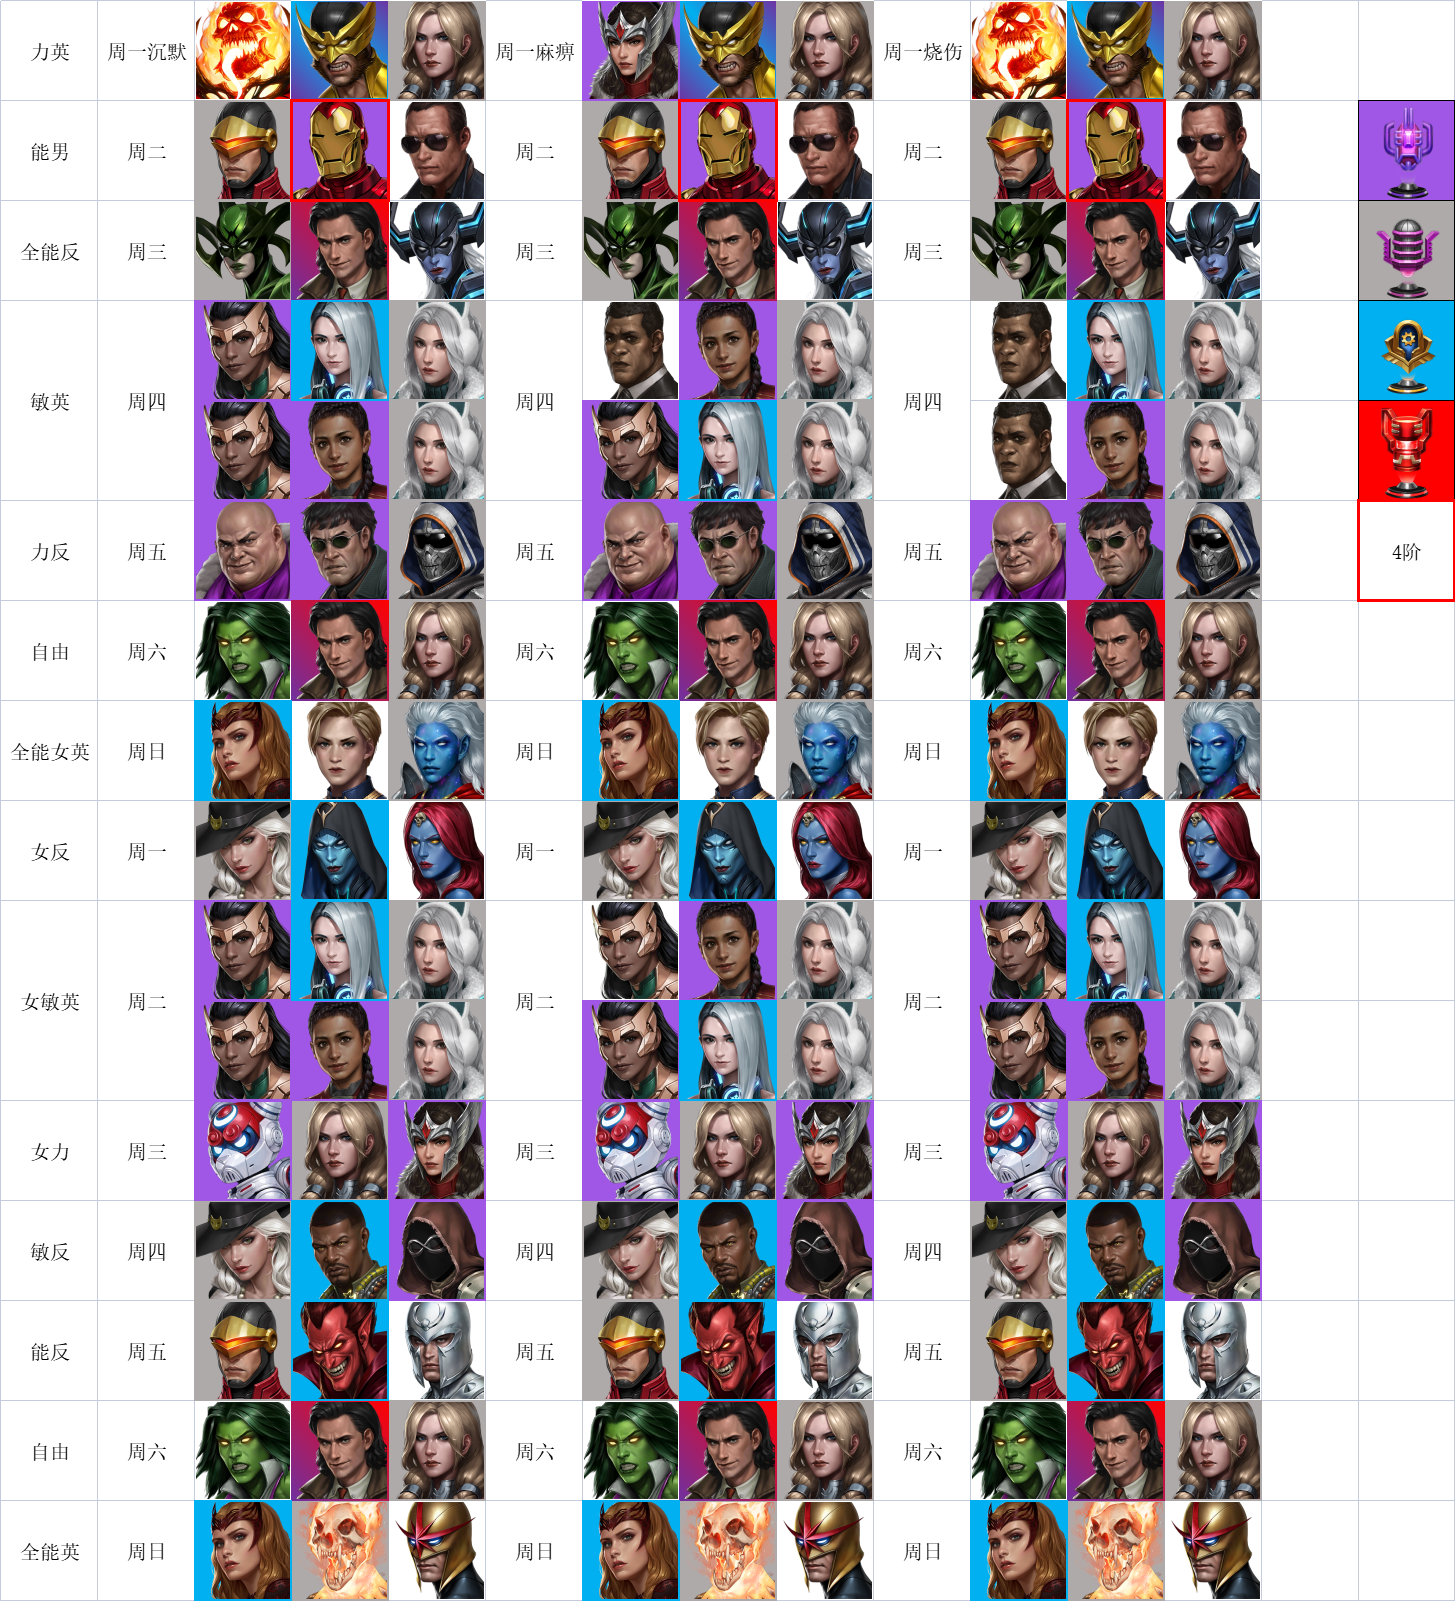 力英 周一沉默 周一麻痹 周一烧伤
能男 周二 周二 周二
全能反 周三 周三 周三
敏英 周四 周四 周四
力反 周五 周五 周五 4阶
自由 周六 周六 周六
全能女英 周日 周日 周日
女反 周一 周一 周一
女敏英 周二 周二 周二
女力 周三 周三 周三
敏反 周四 周四 周四
能反 周五 周五 周五
自由 周六 周六 周六
全能英 周日 周日 周日